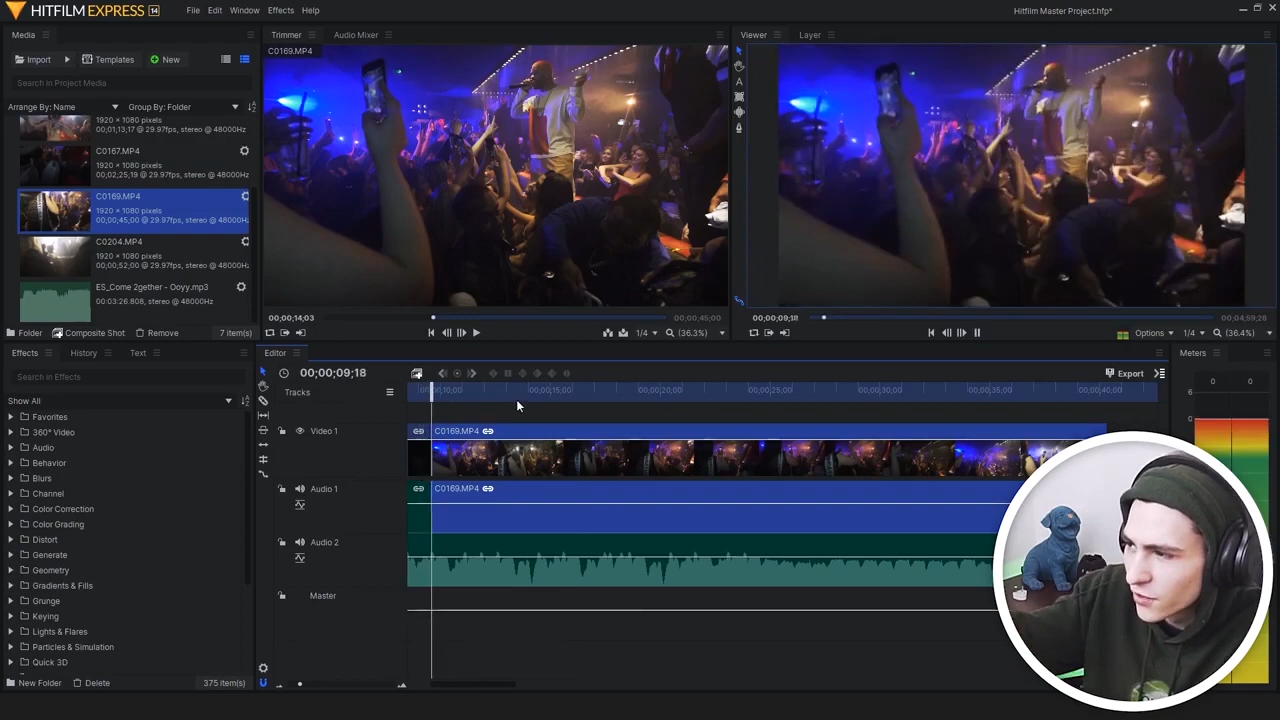 HITFILM EXPRESS 14
File Edit Window Effects Help
Hitfilm Master Project.hfp*
Media
Import Templates New
Search in Project Media
Arrange By: Name Group By: Folder
1920 × 1080 pixels
00;01;13;17 @ 29.97fps, stereo @ 48000Hz
C0167.MP4
1920 × 1080 pixels
00;02;25;19 @ 29.97fps, stereo @ 48000Hz
C0169.MP4
1920 × 1080 pixels
00;00;45;00 @ 29.97fps, stereo @ 48000Hz
C0204.MP4
1920 × 1080 pixels
00;00;52;00 @ 29.97fps, stereo @ 48000Hz
ES_Come 2gether - Ooyy.mp3
00:03:26.808, stereo @ 48000Hz
Folder Composite Shot Remove 7 item(s)
Trimmer Audio Mixer
C0169.MP4
00;00;14;03 00;00;45;00
1/4 (36.3%)
Viewer Layer
00;00;09;18 00;04;59;28
Options 1/4 (36.4%)
Effects History Text
Search in Effects
Show All
Favorites
360° Video
Audio
Behavior
Blurs
Channel
Color Correction
Color Grading
Distort
Generate
Geometry
Gradients & Fills
Grunge
Keying
Lights & Flares
Particles & Simulation
Quick 3D
New Folder Delete 375 item(s)
Editor
00;00;09;18
Export
Tracks
00;00;10;00 00;00;15;00 00;00;20;00 00;00;25;00 00;00;30;00 00;00;35;00 00;00;40;00
Video 1 C0169.MP4
Audio 1 C0169.MP4
Audio 2
Master
Meters
0 0
6
0
6